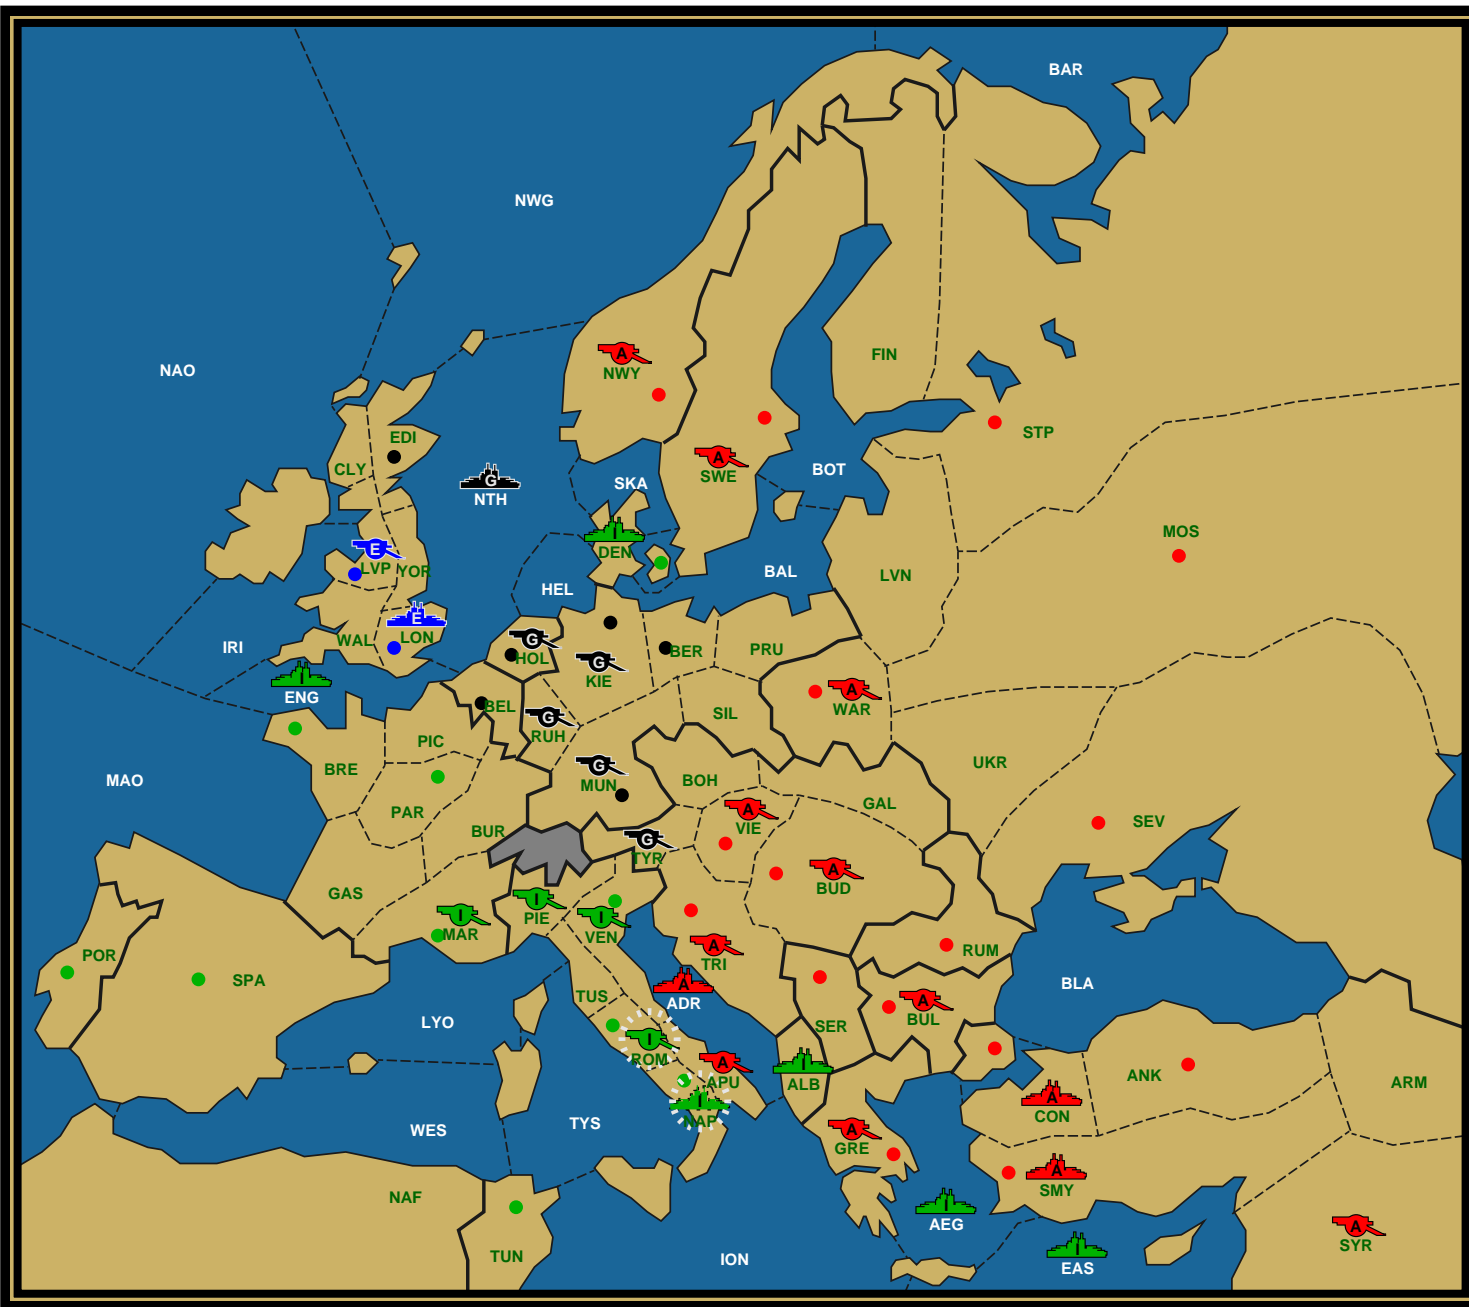 BAR
NWG
A
NWY
FIN
NAO
EDI
STP
CLY
A
SWE
BOT
SKA
G
NTH
MOS
I
DEN
E
LVP
YOR
BAL
LVN
HEL
E
LON
WAL
IRI
G
HOL
G
KIE
BER
PRU
I
ENG
A
WAR
BEL
G
RUH
SIL
PIC
BRE
UKR
MAO
G
MUN
BOH
GAL
PAR
A
VIE
SEV
BUR
G
TYR
A
BUD
GAS
I
PIE
I
MAR
I
VEN
A
TRI
RUM
POR
SPA
BLA
TUS
A
ADR
A
BUL
LYO
SER
I
ROM
A
APU
I
ALB
ANK
ARM
I
NAP
A
CON
TYS
WES
A
GRE
A
SMY
NAF
I
AEG
A
SYR
TUN
ION
I
EAS